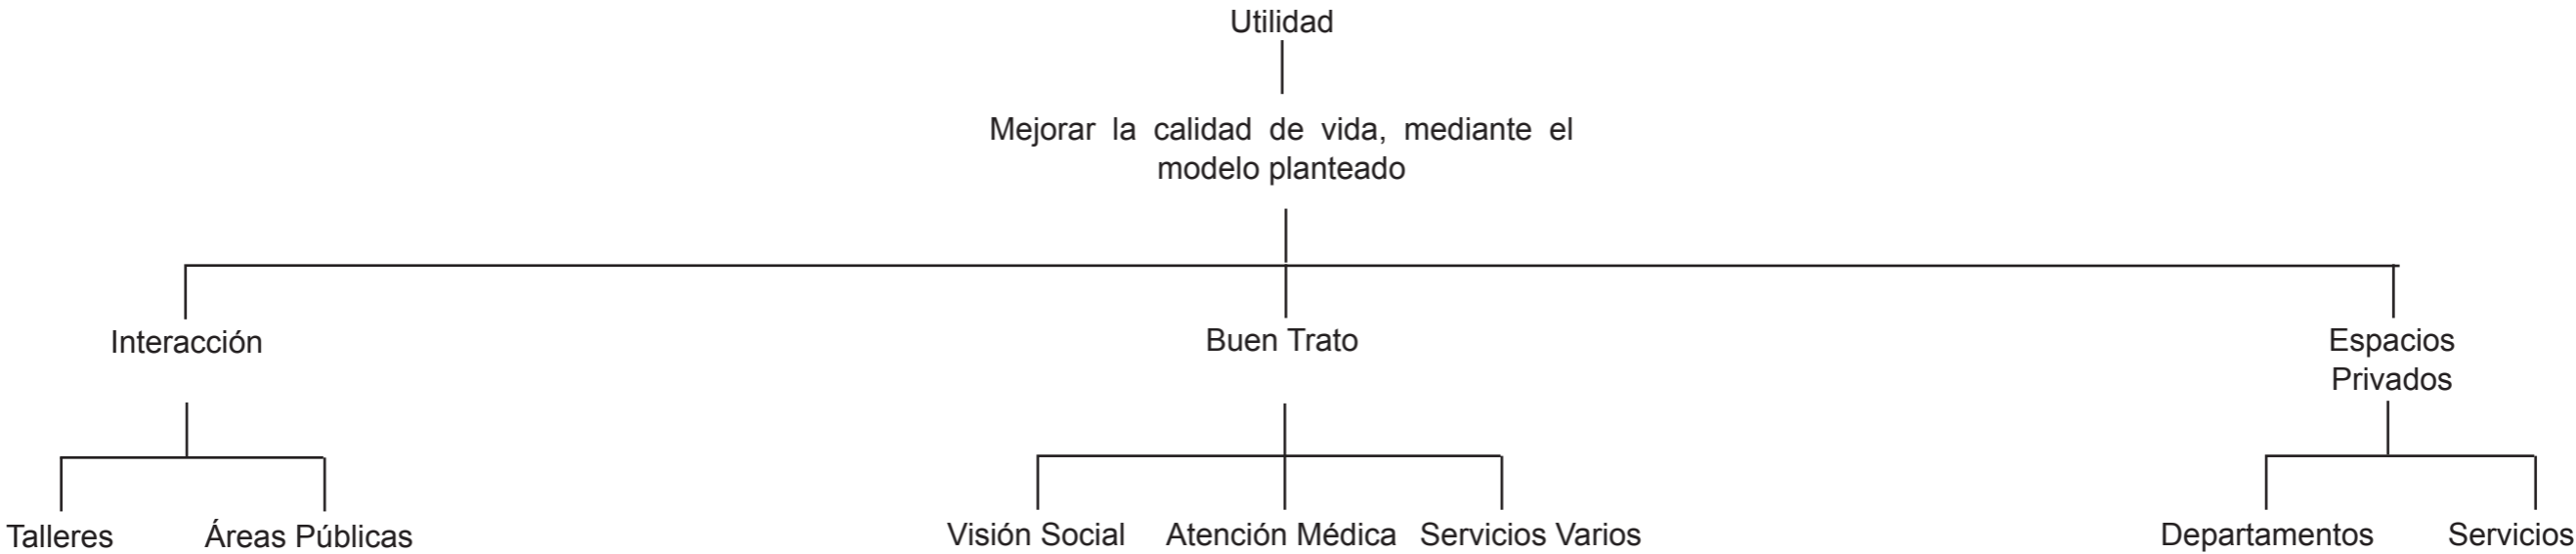 Utilidad
Mejorar la calidad de vida, mediante el
modelo planteado
Interacción
Buen Trato
Espacios
Privados
Talleres
Áreas Públicas
Visión Social
Atención Médica
Servicios Varios
Departamentos
Servicios